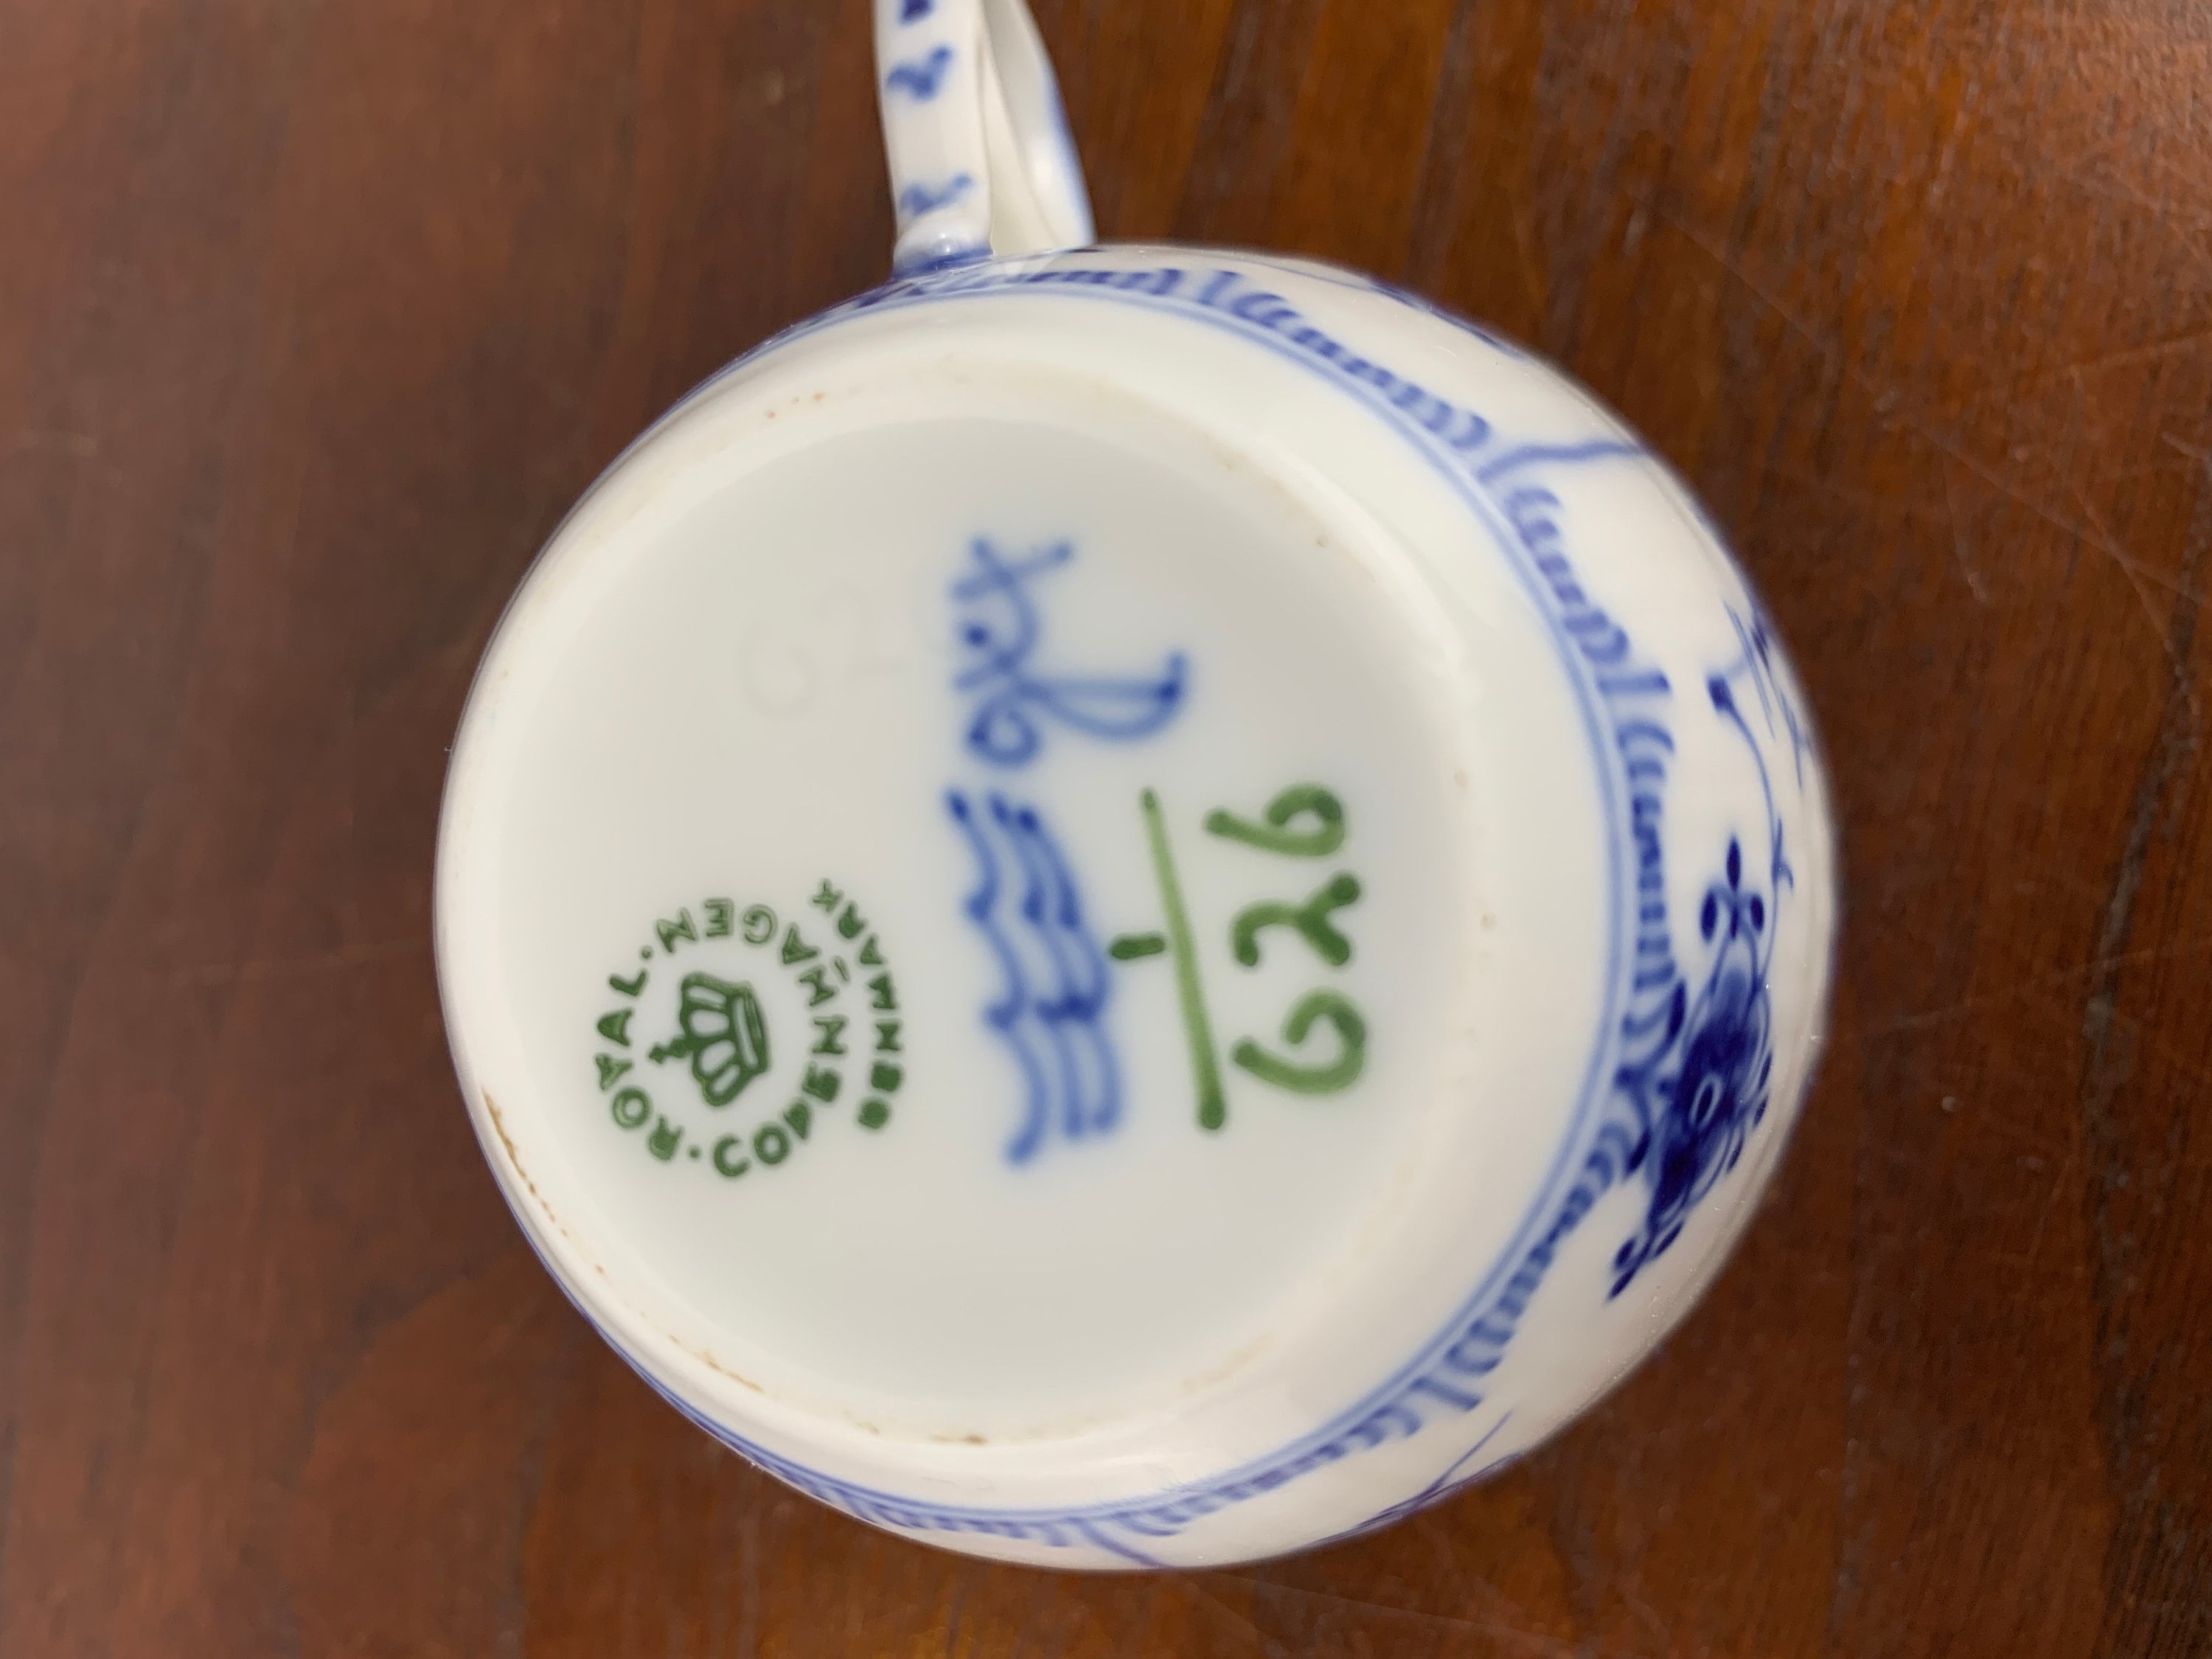 ROYAL · COPENHAGEN ·
DENMARK
1
626